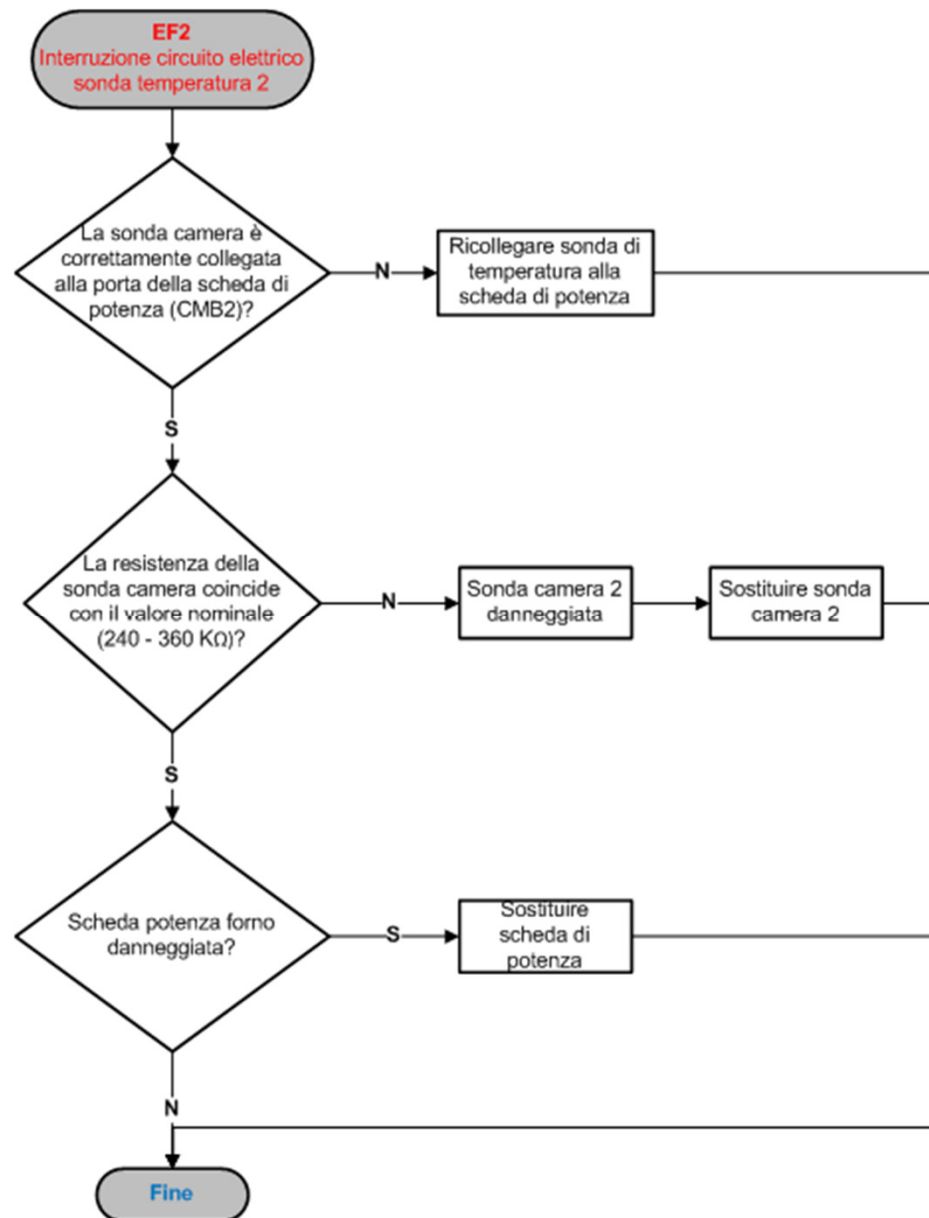 EF2
Interruzione circuito elettrico
sonda temperatura 2
La sonda camera è
correttamente collegata
alla porta della scheda di
potenza (CMB2)?
N
Ricollegare sonda di
temperatura alla
scheda di potenza
S
La resistenza della
sonda camera coincide
con il valore nominale
(240 - 360 KΩ)?
N
Sonda camera 2
danneggiata
Sostituire sonda
camera 2
S
Scheda potenza forno
danneggiata?
S
Sostituire
scheda di
potenza
N
Fine